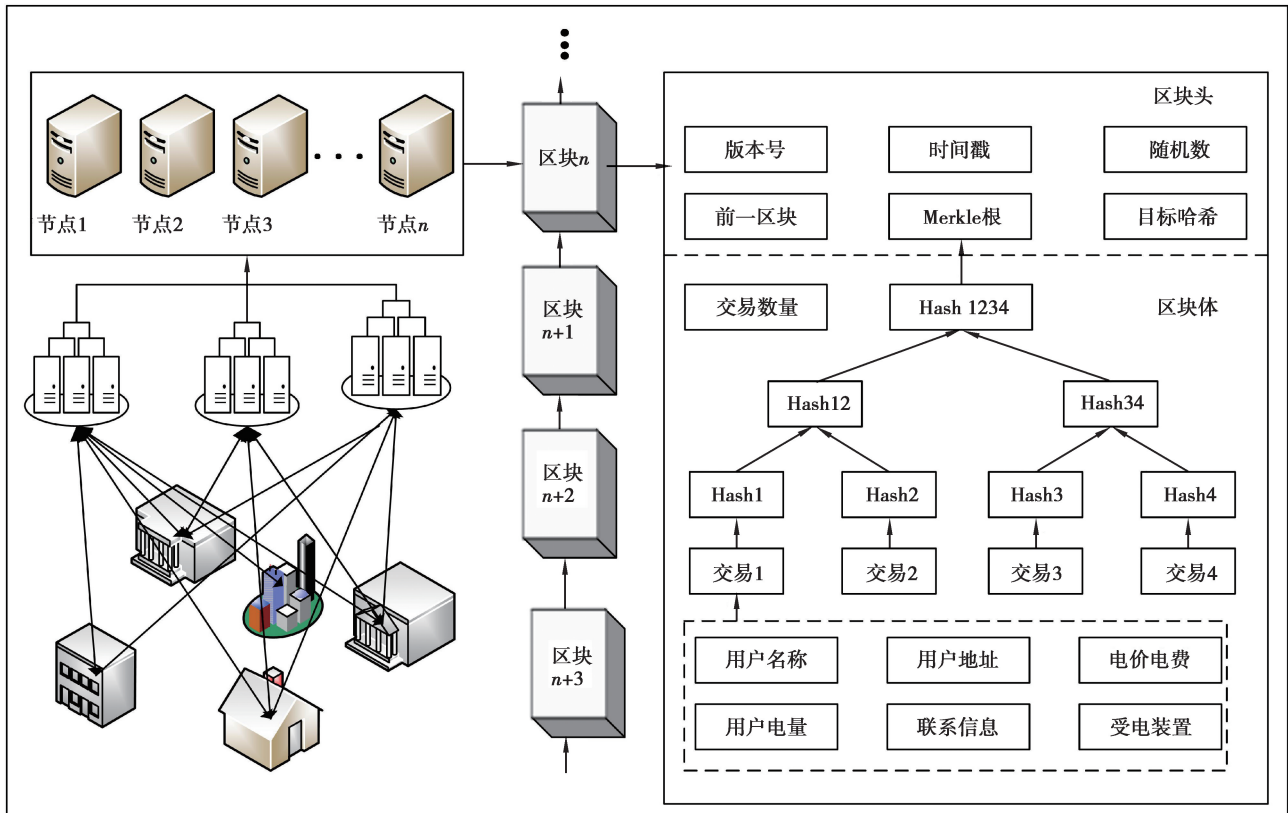 节点1
节点2
节点3
节点n
区块n
区块
n+1
区块
n+2
区块
n+3
区块头
版本号
时间戳
随机数
前一区块
Merkle根
目标哈希
交易数量
Hash 1234
区块体
Hash12
Hash34
Hash1
Hash2
Hash3
Hash4
交易1
交易2
交易3
交易4
用户名称
用户地址
电价电费
用户电量
联系信息
受电装置